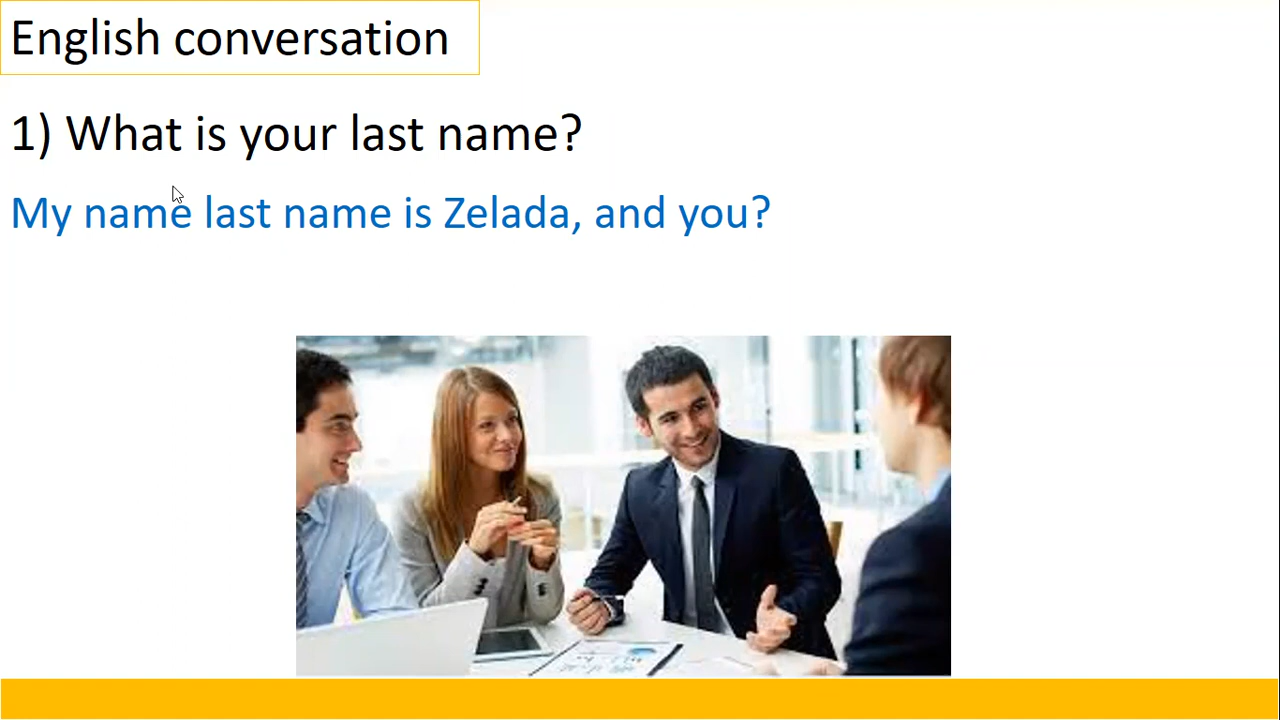 English conversation
1) What is your last name?
My name last name is Zelada, and you?